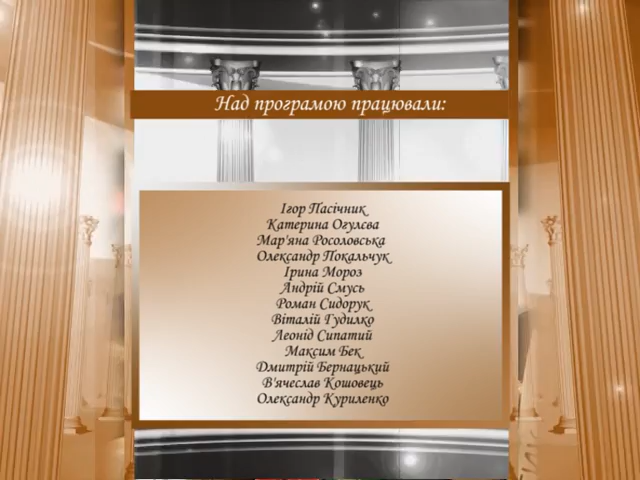 Над програмою працювали:
Ігор Пасічник
Катерина Огулєва
Мар'яна Росоловська
Олександр Покальчук
Ірина Мороз
Андрій Смусь
Роман Сидорук
Віталій Гудилко
Леонід Сипатий
Максим Бек
Дмитрій Бернацький
В'ячеслав Кошовець
Олександр Куриленко